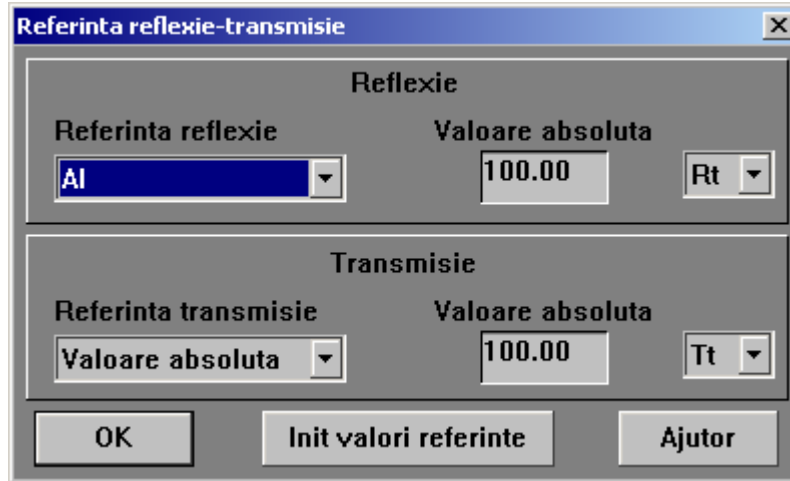 Referinta reflexie-transmisie
Reflexie
Referinta reflexie Valoare absoluta
Al 100.00 Rt
Transmisie
Referinta transmisie Valoare absoluta
Valoare absoluta 100.00 Tt
OK Init valori referinte Ajutor